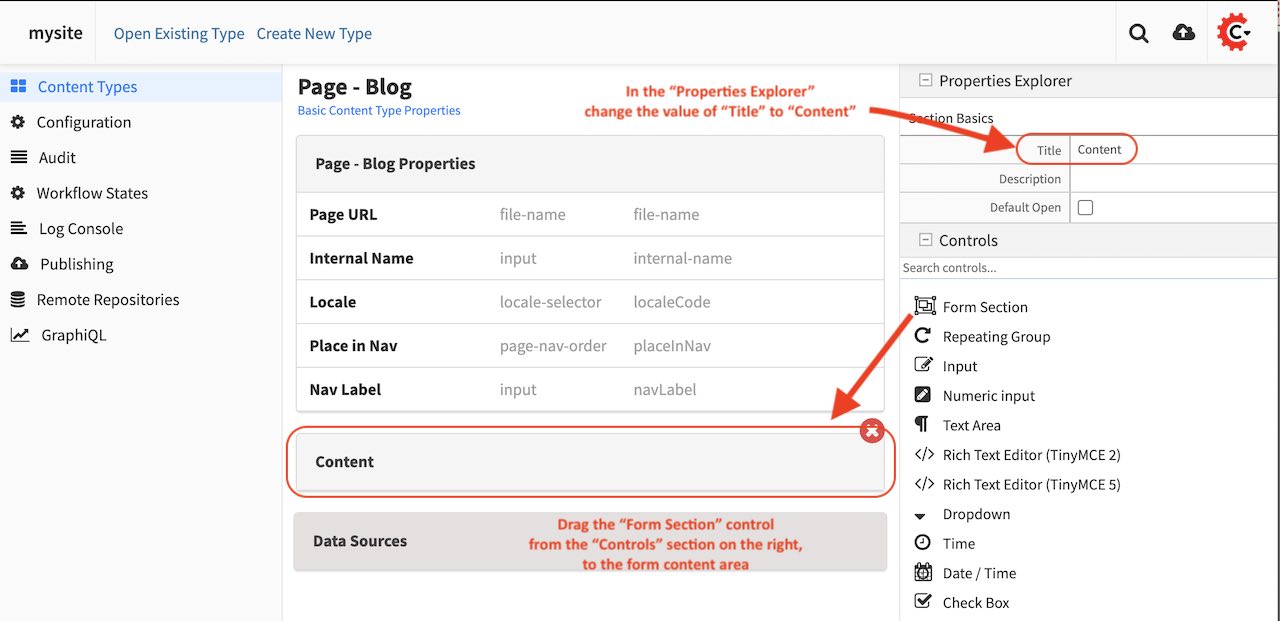 mysite
Open Existing Type
Create New Type
C
Content Types
Configuration
Audit
Workflow States
Log Console
Publishing
Remote Repositories
GraphiQL
Page - Blog
Basic Content Type Properties
In the “Properties Explorer”
change the value of “Title” to “Content”
Page - Blog Properties
Page URL file-name file-name
Internal Name input internal-name
Locale locale-selector localeCode
Place in Nav page-nav-order placeInNav
Nav Label input navLabel
Content
Data Sources
Drag the “Form Section” control
from the “Controls” section on the right,
to the form content area
Properties Explorer
Section Basics
Title Content
Description
Default Open
Controls
Search controls...
Form Section
Repeating Group
Input
Numeric input
Text Area
Rich Text Editor (TinyMCE 2)
Rich Text Editor (TinyMCE 5)
Dropdown
Time
Date / Time
Check Box